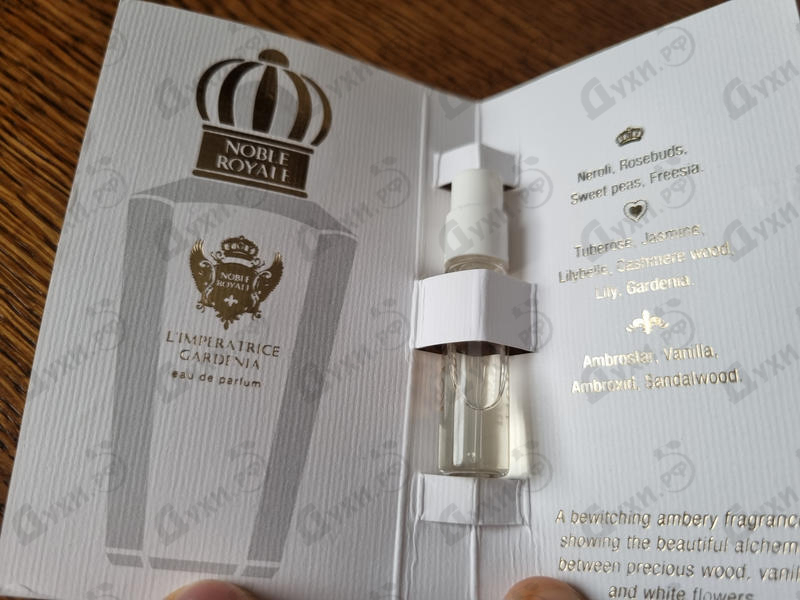 NOBLE
ROYALE
NOBLE
ROYALE
L'IMPERATRICE
GARDENIA
eau de parfum
Neroli, Rosebuds,
Sweet peas, Freesia.
Tuberose, Jasmine,
Lilybelle, Cashmere wood,
Lily, Gardenia.
Ambrostar, Vanilla,
Ambroxid, Sandalwood.
A bewitching ambery fragranc
showing the beautiful alchem
between precious wood, vanil
and white flowers.
Духи.РФ